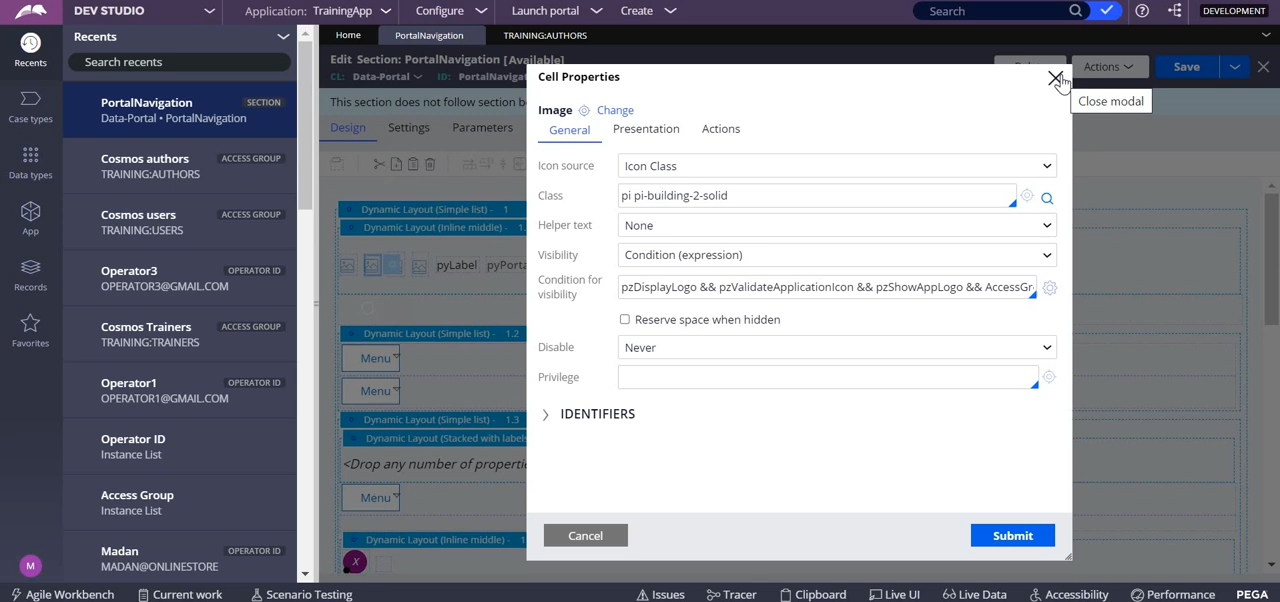 DEV STUDIO
Application: TrainingApp
Configure
Launch portal
Create
Search
DEVELOPMENT
Recents
Case types
Data types
App
Records
Favorites
M
Recents
Search recents
PortalNavigation SECTION
Data-Portal • PortalNavigation
Cosmos authors ACCESS GROUP
TRAINING:AUTHORS
Cosmos users ACCESS GROUP
TRAINING:USERS
Operator3 OPERATOR ID
OPERATOR3@GMAIL.COM
Cosmos Trainers ACCESS GROUP
TRAINING:TRAINERS
Operator1 OPERATOR ID
OPERATOR1@GMAIL.COM
Operator ID
Instance List
Access Group
Instance List
Madan OPERATOR ID
MADAN@ONLINESTORE
Home PortalNavigation TRAINING:AUTHORS
Edit Section: PortalNavigation [Available]
CL: Data-Portal ID: PortalNavigat
Actions Save
This section does not follow section b
Design Settings Parameters
Dynamic Layout (Simple list) - 1
Dynamic Layout (Inline middle) - 1.
pyLabel pyPorta
Dynamic Layout (Simple list) - 1.2
Menu
Menu
Dynamic Layout (Simple list) - 1.3
Dynamic Layout (Stacked with labels
<Drop any number of properti
Menu
Dynamic Layout (Inline middle) - 1
X
Cell Properties
Close modal
Image Change
General Presentation Actions
Icon source Icon Class
Class pi pi-building-2-solid
Helper text None
Visibility Condition (expression)
Condition for visibility pzDisplayLogo && pzValidateApplicationIcon && pzShowAppLogo && AccessGr
Reserve space when hidden
Disable Never
Privilege
IDENTIFIERS
Cancel Submit
Agile Workbench Current work Scenario Testing Issues Tracer Clipboard Live UI Live Data Accessibility Performance PEGA